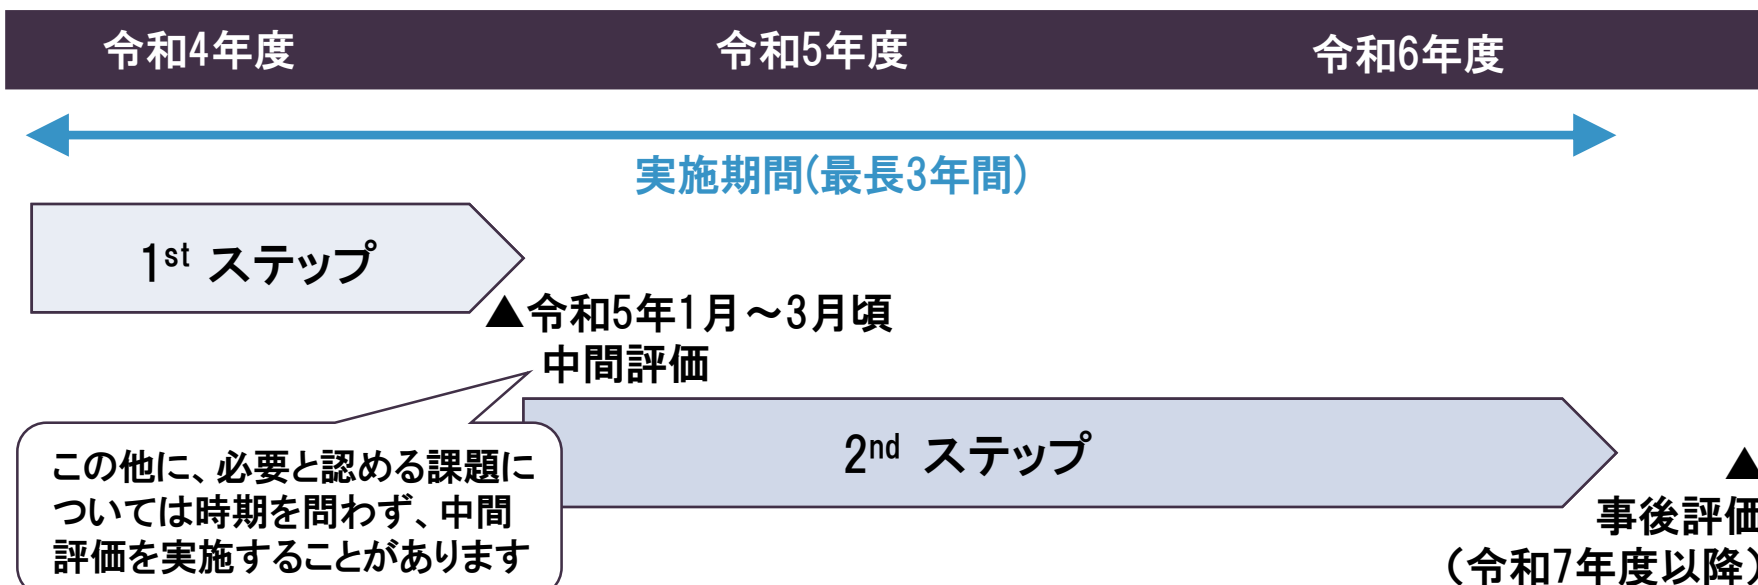 令和4年度
令和5年度
令和6年度
実施期間(最長3年間)
1st ステップ
▲令和5年1月～3月頃
中間評価
2nd ステップ
この他に、必要と認める課題に
ついては時期を問わず、中間
評価を実施することがあります
▲
事後評価
（令和7年度以降）